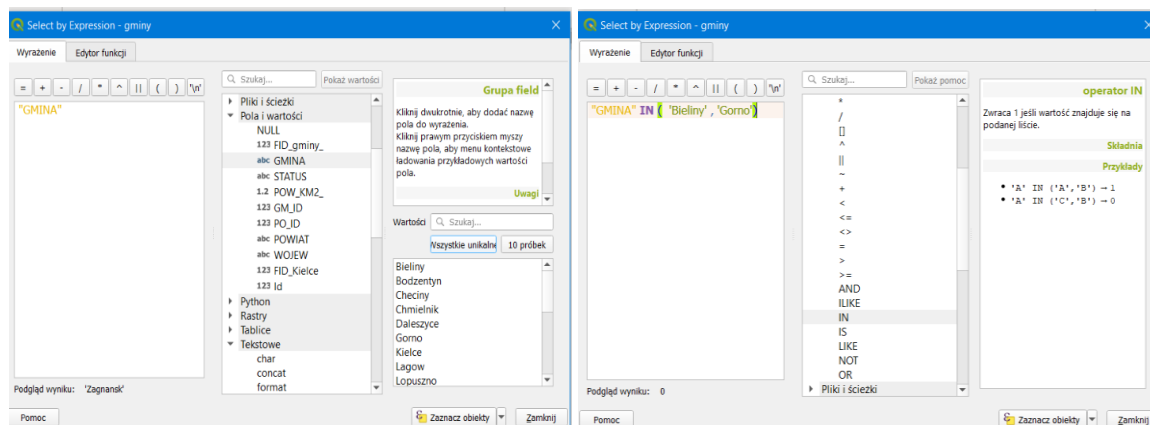 Select by Expression - gminy
Wyrażenie Edytor funkcji
= + - / * ^ || ( ) '\n'
"GMINA"
Podgląd wyniku: 'Zagnansk'
Pomoc
Szukaj... Pokaż wartości
Pliki i ścieżki
Pola i wartości
NULL
123 FID_gminy_
abc GMINA
abc STATUS
1.2 POW_KM2_
123 GM_ID
123 PO_ID
abc POWIAT
abc WOJEW
123 FID_Kielce
123 Id
Python
Rastry
Tablice
Tekstowe
char
concat
format
Grupa field
Kliknij dwukrotnie, aby dodać nazwę
pola do wyrażenia.
Kliknij prawym przyciskiem myszy
nazwę pola, aby menu kontekstowe
ładowania przykładowych wartości
pola.
Uwagi
Wartości Szukaj...
Wszystkie unikalne 10 próbek
Bieliny
Bodzentyn
Checiny
Chmielnik
Daleszyce
Gorno
Kielce
Lagow
Lopuszno
Zaznacz obiekty Zamknij
Select by Expression - gminy
Wyrażenie Edytor funkcji
= + - / * ^ || ( ) '\n'
"GMINA" IN ( 'Bieliny' , 'Gorno')
Podgląd wyniku: 0
Pomoc
Szukaj... Pokaż pomoc
*
/
[]
^
||
~
+
<
<=
<>
=
>
>=
AND
ILIKE
IN
IS
LIKE
NOT
OR
Pliki i ścieżki
operator IN
Zwraca 1 jeśli wartość znajduje się na
podanej liście.
Składnia
Przykłady
'A' IN ('A','B') → 1
'A' IN ('C','B') → 0
Zaznacz obiekty Zamknij